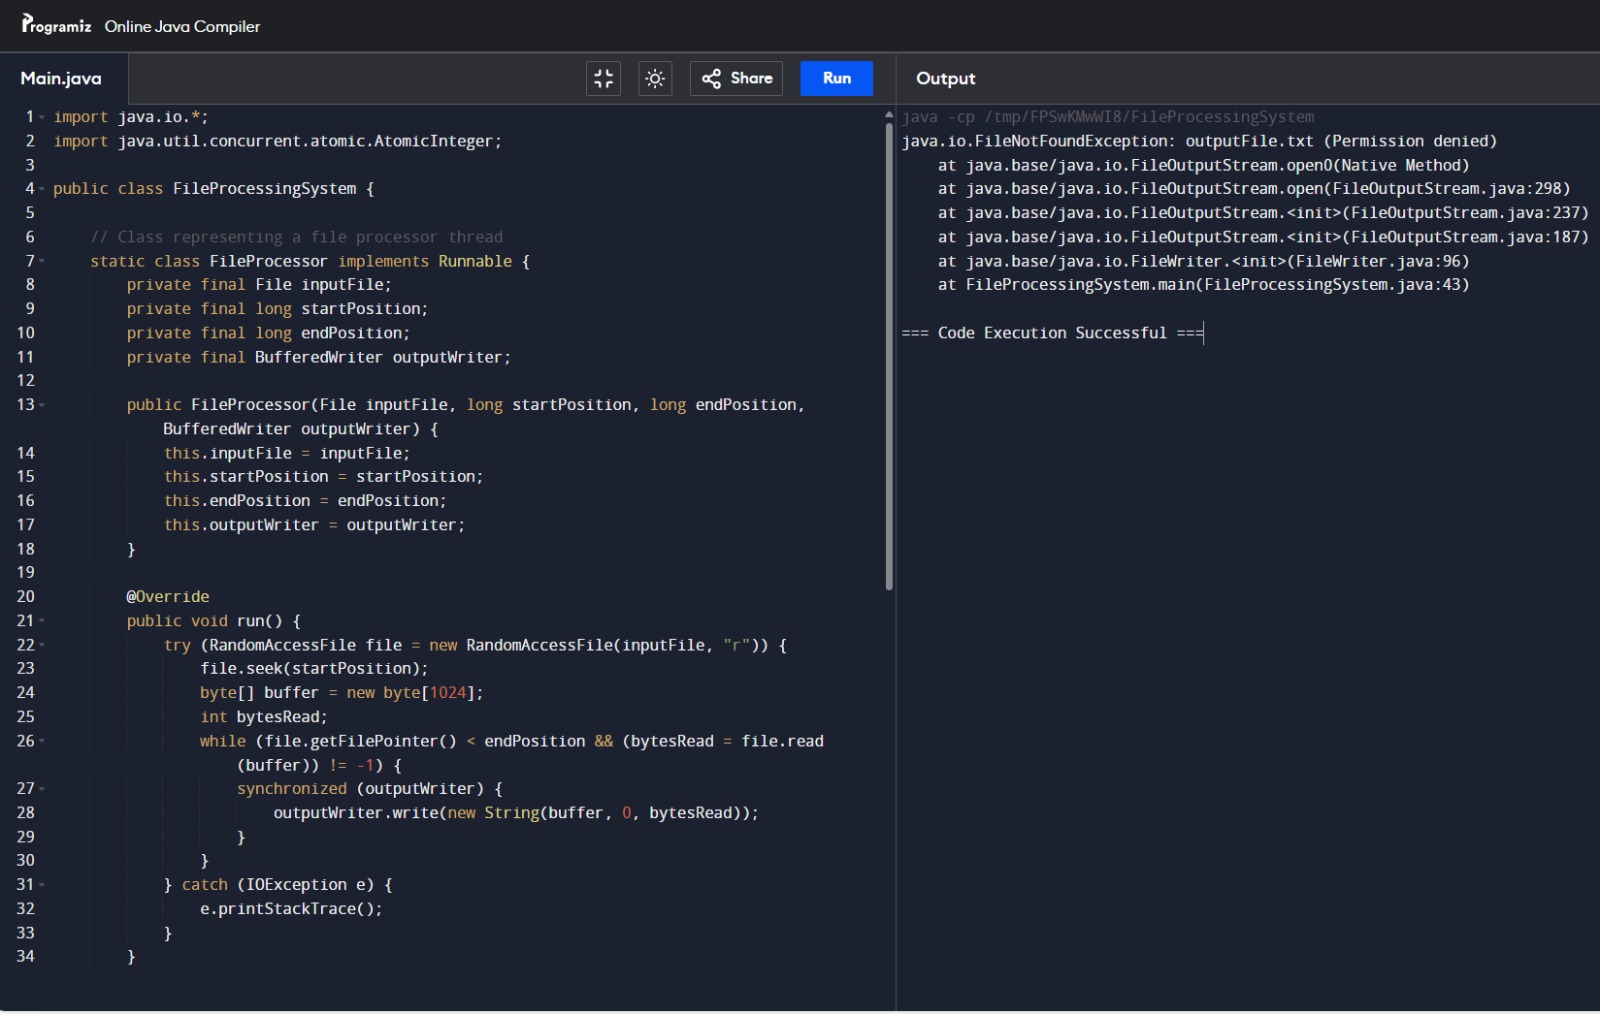 Programiz Online Java Compiler
Main.java
Share
Run
Output
1 import java.io.*;
2 import java.util.concurrent.atomic.AtomicInteger;
3
4 public class FileProcessingSystem {
5
6 // Class representing a file processor thread
7 static class FileProcessor implements Runnable {
8 private final File inputFile;
9 private final long startPosition;
10 private final long endPosition;
11 private final BufferedWriter outputWriter;
12
13 public FileProcessor(File inputFile, long startPosition, long endPosition,
BufferedWriter outputWriter) {
14 this.inputFile = inputFile;
15 this.startPosition = startPosition;
16 this.endPosition = endPosition;
17 this.outputWriter = outputWriter;
18 }
19
20 @Override
21 public void run() {
22 try (RandomAccessFile file = new RandomAccessFile(inputFile, "r")) {
23 file.seek(startPosition);
24 byte[] buffer = new byte[1024];
25 int bytesRead;
26 while (file.getFilePointer() < endPosition && (bytesRead = file.read
(buffer)) != -1) {
27 synchronized (outputWriter) {
28 outputWriter.write(new String(buffer, 0, bytesRead));
29 }
30 }
31 } catch (IOException e) {
32 e.printStackTrace();
33 }
34 }
java -cp /tmp/FPSwKMwWI8/FileProcessingSystem
java.io.FileNotFoundException: outputFile.txt (Permission denied)
at java.base/java.io.FileOutputStream.open0(Native Method)
at java.base/java.io.FileOutputStream.open(FileOutputStream.java:298)
at java.base/java.io.FileOutputStream.<init>(FileOutputStream.java:237)
at java.base/java.io.FileOutputStream.<init>(FileOutputStream.java:187)
at java.base/java.io.FileWriter.<init>(FileWriter.java:96)
at FileProcessingSystem.main(FileProcessingSystem.java:43)
=== Code Execution Successful ===